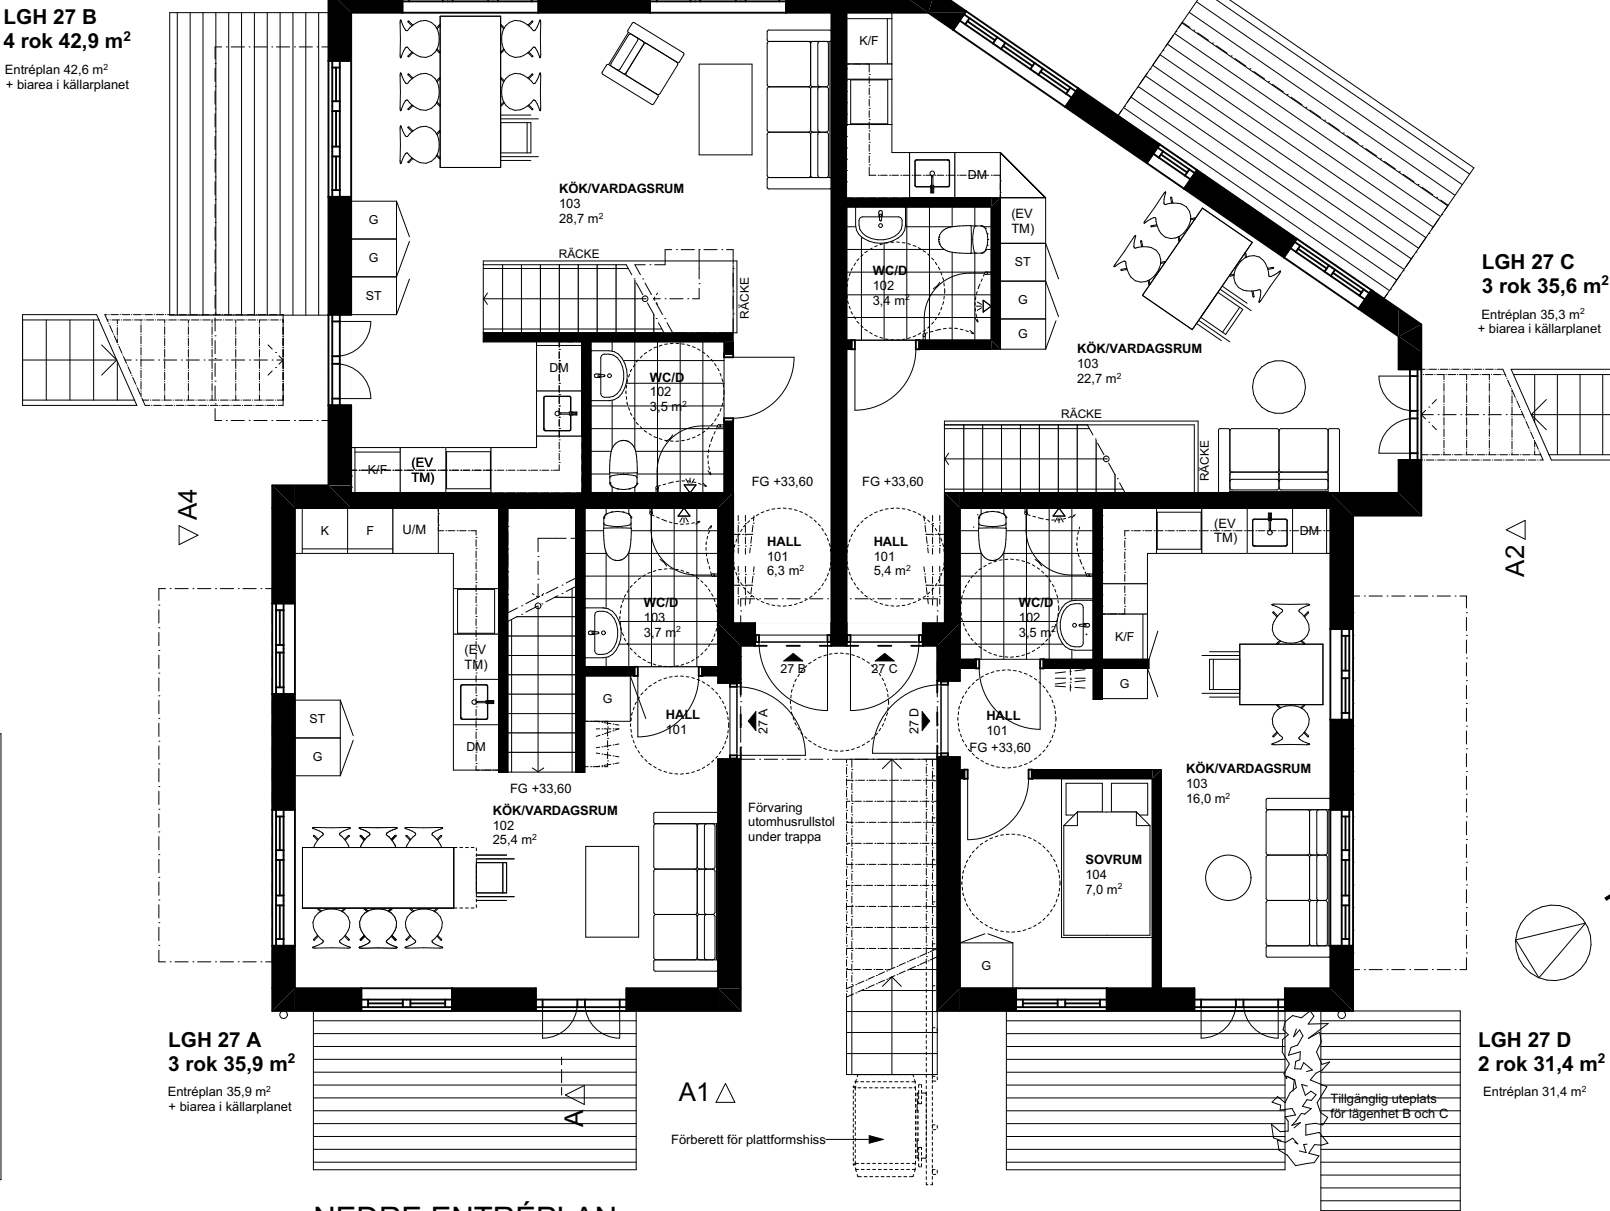 LGH 27 B
4 rok 42,9 m²
Entréplan 42,6 m²
+ biarea i källarplanet
KÖK/VARDAGSRUM
103
28,7 m²
G
G
ST
RÄCKE
RÄCKE
DM
K/F
(EV
TM)
WC/D
102
3,5 m²
FG +33,60
HALL
101
6,3 m²
27 B
K/F
DM
(EV
TM)
ST
G
G
WC/D
102
3,4 m²
KÖK/VARDAGSRUM
103
22,7 m²
RÄCKE
RÄCKE
FG +33,60
HALL
101
5,4 m²
27 C
LGH 27 C
3 rok 35,6 m²
Entréplan 35,3 m²
+ biarea i källarplanet
A4
A2
K
F
U/M
(EV
TM)
DM
ST
G
WC/D
103
3,7 m²
G
HALL
101
27 A
FG +33,60
KÖK/VARDAGSRUM
102
25,4 m²
Förvaring
utomhusrullstol
under trappa
27 D
WC/D
102
3,5 m²
(EV
TM)
DM
K/F
G
HALL
101
FG +33,60
KÖK/VARDAGSRUM
103
16,0 m²
SOVRUM
104
7,0 m²
G
LGH 27 A
3 rok 35,9 m²
Entréplan 35,9 m²
+ biarea i källarplanet
A
A1
Förberett för plattformshiss
Tillgänglig uteplats
för lägenhet B och C
LGH 27 D
2 rok 31,4 m²
Entréplan 31,4 m²
NEDRE ENTRÉPLAN